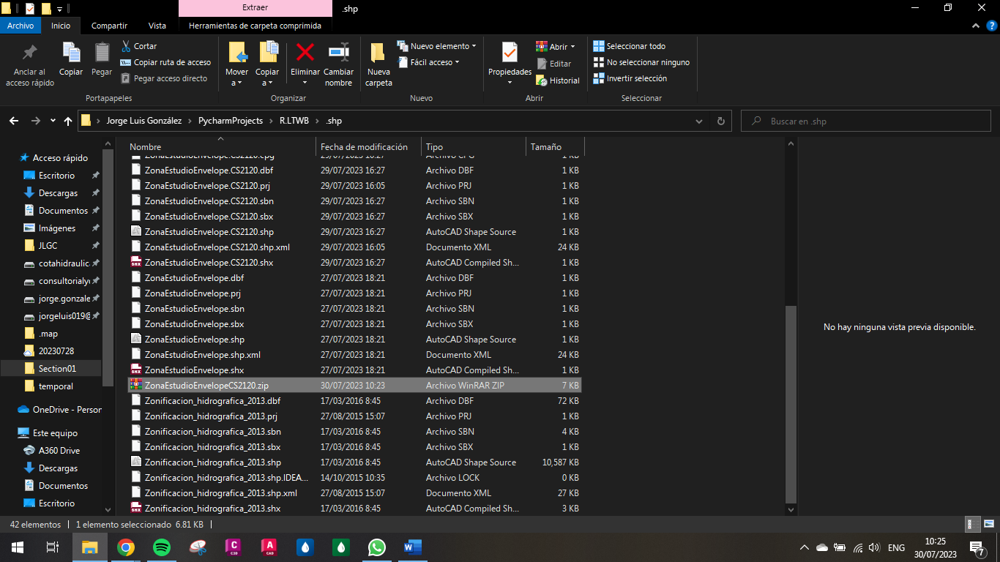 Extraer
.shp
Archivo
Inicio
Compartir
Vista
Herramientas de carpeta comprimida
Anclar al acceso rápido
Copiar
Pegar
Cortar
Copiar ruta de acceso
Pegar acceso directo
Portapapeles
Mover a
Copiar a
Eliminar
Cambiar nombre
Organizar
Nueva carpeta
Nuevo elemento
Fácil acceso
Nuevo
Propiedades
Abrir
Editar
Historial
Abrir
Seleccionar todo
No seleccionar ninguno
Invertir selección
Seleccionar
Jorge Luis González > PycharmProjects > R.LTWB > .shp
Buscar en .shp
Acceso rápido
Escritorio
Descargas
Documentos
Imágenes
JLGC
cotahidraulica
consultorialyc
jorge.gonzale
jorgeluis019@
.map
20230728
Section01
temporal
OneDrive - Person
Este equipo
A360 Drive
Descargas
Documentos
Escritorio
Nombre Fecha de modificación Tipo Tamaño
ZonaEstudioEnvelope.CS2120.cpg 29/07/2023 16:27 Archivo CPG 1 KB
ZonaEstudioEnvelope.CS2120.dbf 29/07/2023 16:27 Archivo DBF 1 KB
ZonaEstudioEnvelope.CS2120.prj 29/07/2023 16:05 Archivo PRJ 1 KB
ZonaEstudioEnvelope.CS2120.sbn 29/07/2023 16:27 Archivo SBN 1 KB
ZonaEstudioEnvelope.CS2120.sbx 29/07/2023 16:27 Archivo SBX 1 KB
ZonaEstudioEnvelope.CS2120.shp 29/07/2023 16:27 AutoCAD Shape Source 1 KB
ZonaEstudioEnvelope.CS2120.shp.xml 29/07/2023 16:05 Documento XML 24 KB
ZonaEstudioEnvelope.CS2120.shx 29/07/2023 16:27 AutoCAD Compiled Sh... 1 KB
ZonaEstudioEnvelope.dbf 27/07/2023 18:21 Archivo DBF 1 KB
ZonaEstudioEnvelope.prj 27/07/2023 18:21 Archivo PRJ 1 KB
ZonaEstudioEnvelope.sbn 27/07/2023 18:21 Archivo SBN 1 KB
ZonaEstudioEnvelope.sbx 27/07/2023 18:21 Archivo SBX 1 KB
ZonaEstudioEnvelope.shp 27/07/2023 18:21 AutoCAD Shape Source 1 KB
ZonaEstudioEnvelope.shp.xml 27/07/2023 18:21 Documento XML 24 KB
ZonaEstudioEnvelope.shx 27/07/2023 18:21 AutoCAD Compiled Sh... 1 KB
ZonaEstudioEnvelopeCS2120.zip 30/07/2023 10:23 Archivo WinRAR ZIP 7 KB
Zonificacion_hidrografica_2013.dbf 17/03/2016 8:45 Archivo DBF 72 KB
Zonificacion_hidrografica_2013.prj 27/08/2015 15:07 Archivo PRJ 1 KB
Zonificacion_hidrografica_2013.sbn 17/03/2016 8:45 Archivo SBN 4 KB
Zonificacion_hidrografica_2013.sbx 17/03/2016 8:45 Archivo SBX 1 KB
Zonificacion_hidrografica_2013.shp 17/03/2016 8:45 AutoCAD Shape Source 10,587 KB
Zonificacion_hidrografica_2013.shp.IDEA... 14/10/2015 10:35 Archivo LOCK 0 KB
Zonificacion_hidrografica_2013.shp.xml 27/08/2015 15:07 Documento XML 27 KB
Zonificacion_hidrografica_2013.shx 17/03/2016 8:45 AutoCAD Compiled Sh... 3 KB
No hay ninguna vista previa disponible.
42 elementos
1 elemento seleccionado 6.81 KB
ENG
10:25
30/07/2023
7